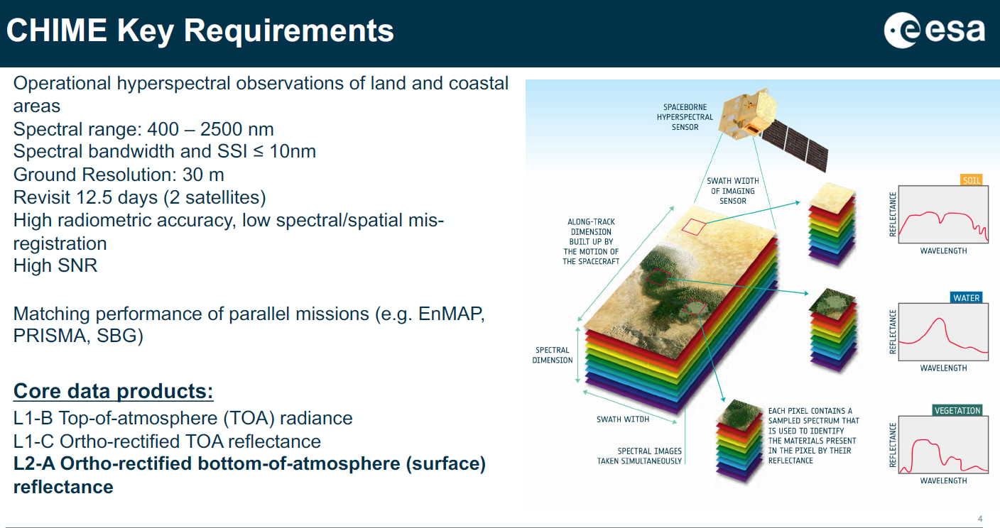 CHIME Key Requirements
esa
Operational hyperspectral observations of land and coastal
areas
Spectral range: 400 – 2500 nm
Spectral bandwidth and SSI ≤ 10nm
Ground Resolution: 30 m
Revisit 12.5 days (2 satellites)
High radiometric accuracy, low spectral/spatial mis-
registration
High SNR
Matching performance of parallel missions (e.g. EnMAP,
PRISMA, SBG)
Core data products:
L1-B Top-of-atmosphere (TOA) radiance
L1-C Ortho-rectified TOA reflectance
L2-A Ortho-rectified bottom-of-atmosphere (surface)
reflectance
SPACEBORNE
HYPERSPECTRAL
SENSOR
SWATH WIDTH
OF IMAGING
SENSOR
ALONG-TRACK
DIMENSION
BUILT UP BY
THE MOTION OF
THE SPACECRAFT
SPECTRAL
DIMENSION
SWATH WITDH
SPECTRAL IMAGES
TAKEN SIMULTANEOUSLY
EACH PIXEL CONTAINS A
SAMPLED SPECTRUM THAT
IS USED TO IDENTIFY
THE MATERIALS PRESENT
IN THE PIXEL BY THEIR
REFLECTANCE
SOIL
REFLECTANCE
WAVELENGTH
WATER
REFLECTANCE
WAVELENGTH
VEGETATION
REFLECTANCE
WAVELENGTH
4